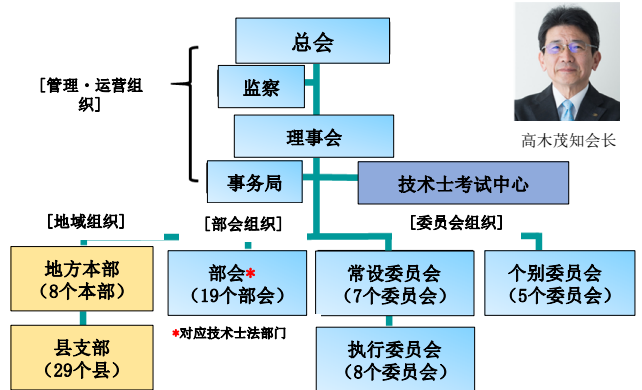 总会
[管理·运营组
织]
监察
高木茂知会长
理事会
事务局
技术士考试中心
[地域组织]
[部会组织]
[委员会组织]
地方本部
（8个本部）
部会*
（19个部会）
常设委员会
（7个委员会）
个别委员会
（5个委员会）
*对应技术士法部门
县支部
（29个县）
执行委员会
（8个委员会）